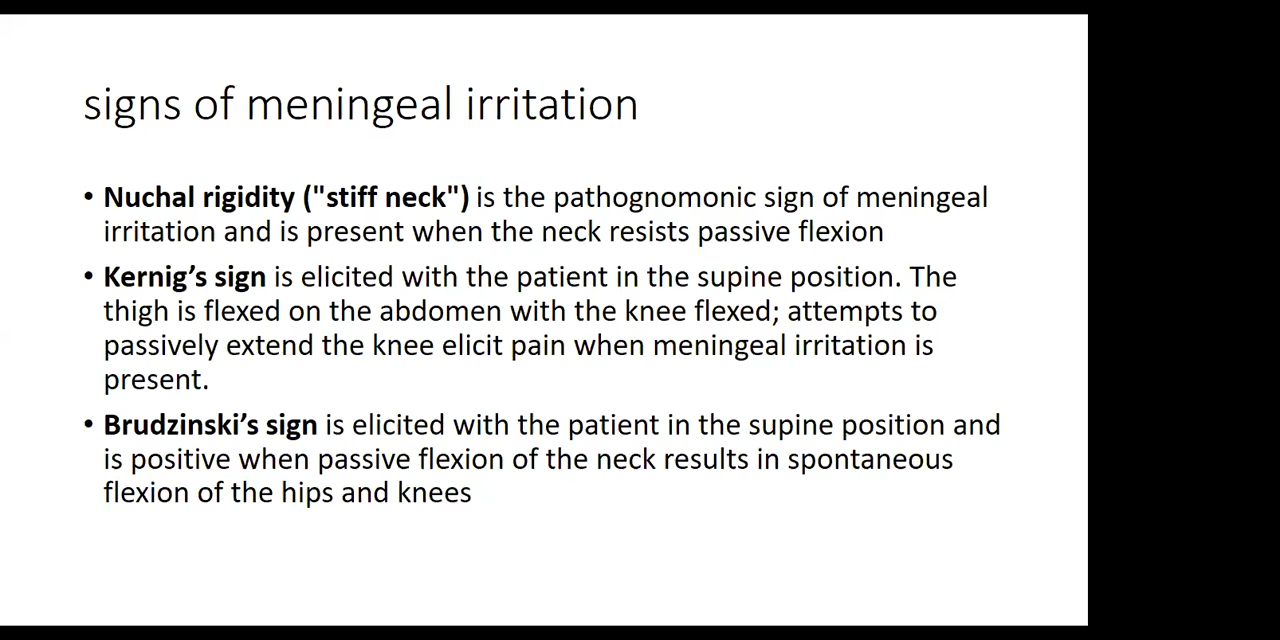 signs of meningeal irritation
• Nuchal rigidity ("stiff neck") is the pathognomonic sign of meningeal
irritation and is present when the neck resists passive flexion
• Kernig’s sign is elicited with the patient in the supine position. The
thigh is flexed on the abdomen with the knee flexed; attempts to
passively extend the knee elicit pain when meningeal irritation is
present.
• Brudzinski’s sign is elicited with the patient in the supine position and
is positive when passive flexion of the neck results in spontaneous
flexion of the hips and knees